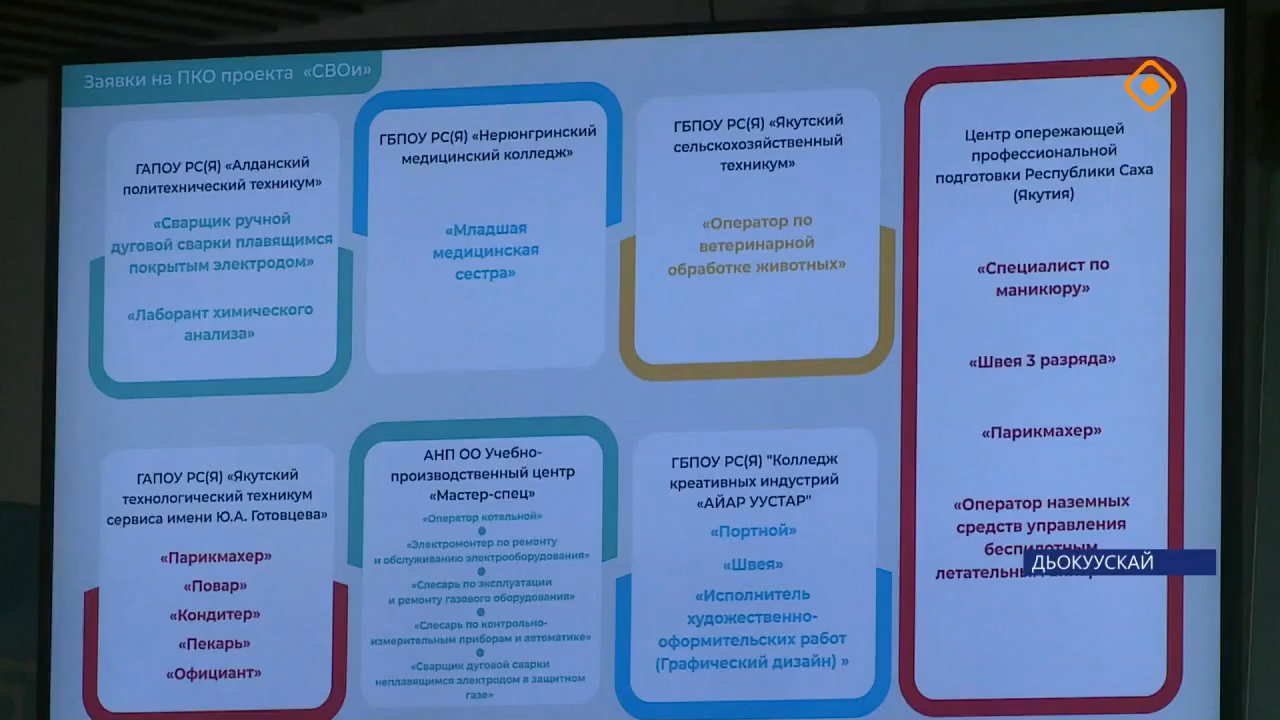 Заявки на ПКО проекта «СВОи»
ГАПОУ РС(Я) «Алданский
политехнический техникум»
«Сварщик ручной
дуговой сварки плавящимся
покрытым электродом»
«Лаборант химического
анализа»
ГБПОУ РС(Я) «Нерюнгринский
медицинский колледж»
«Младшая
медицинская
сестра»
ГБПОУ РС(Я) «Якутский
сельскохозяйственный
техникум»
«Оператор по
ветеринарной
обработке животных»
Центр опережающей
профессиональной
подготовки Республики Саха
(Якутия)
«Специалист по
маникюру»
«Швея 3 разряда»
«Парикмахер»
«Оператор наземных
средств управления
беспилотным
ДЬОКУУСКАЙ
ГАПОУ РС(Я) «Якутский
технологический техникум
сервиса имени Ю.А. Готовцева»
«Парикмахер»
«Повар»
«Кондитер»
«Пекарь»
«Официант»
АНП ОО Учебно-
производственный центр
«Мастер-спец»
«Оператор котельной»
«Электромонтер по ремонту
и обслуживанию электрооборудования»
«Слесарь по эксплуатации
и ремонту газового оборудования»
«Слесарь по контрольно-
измерительным приборам и автоматике»
«Сварщик дуговой сварки
неплавящимся электродом в защитном
газе»
ГБПОУ РС(Я) "Колледж
креативных индустрий
«АЙАР УУСТАР"
«Портной»
«Швея»
«Исполнитель
художественно-
оформительских работ
(Графический дизайн) »